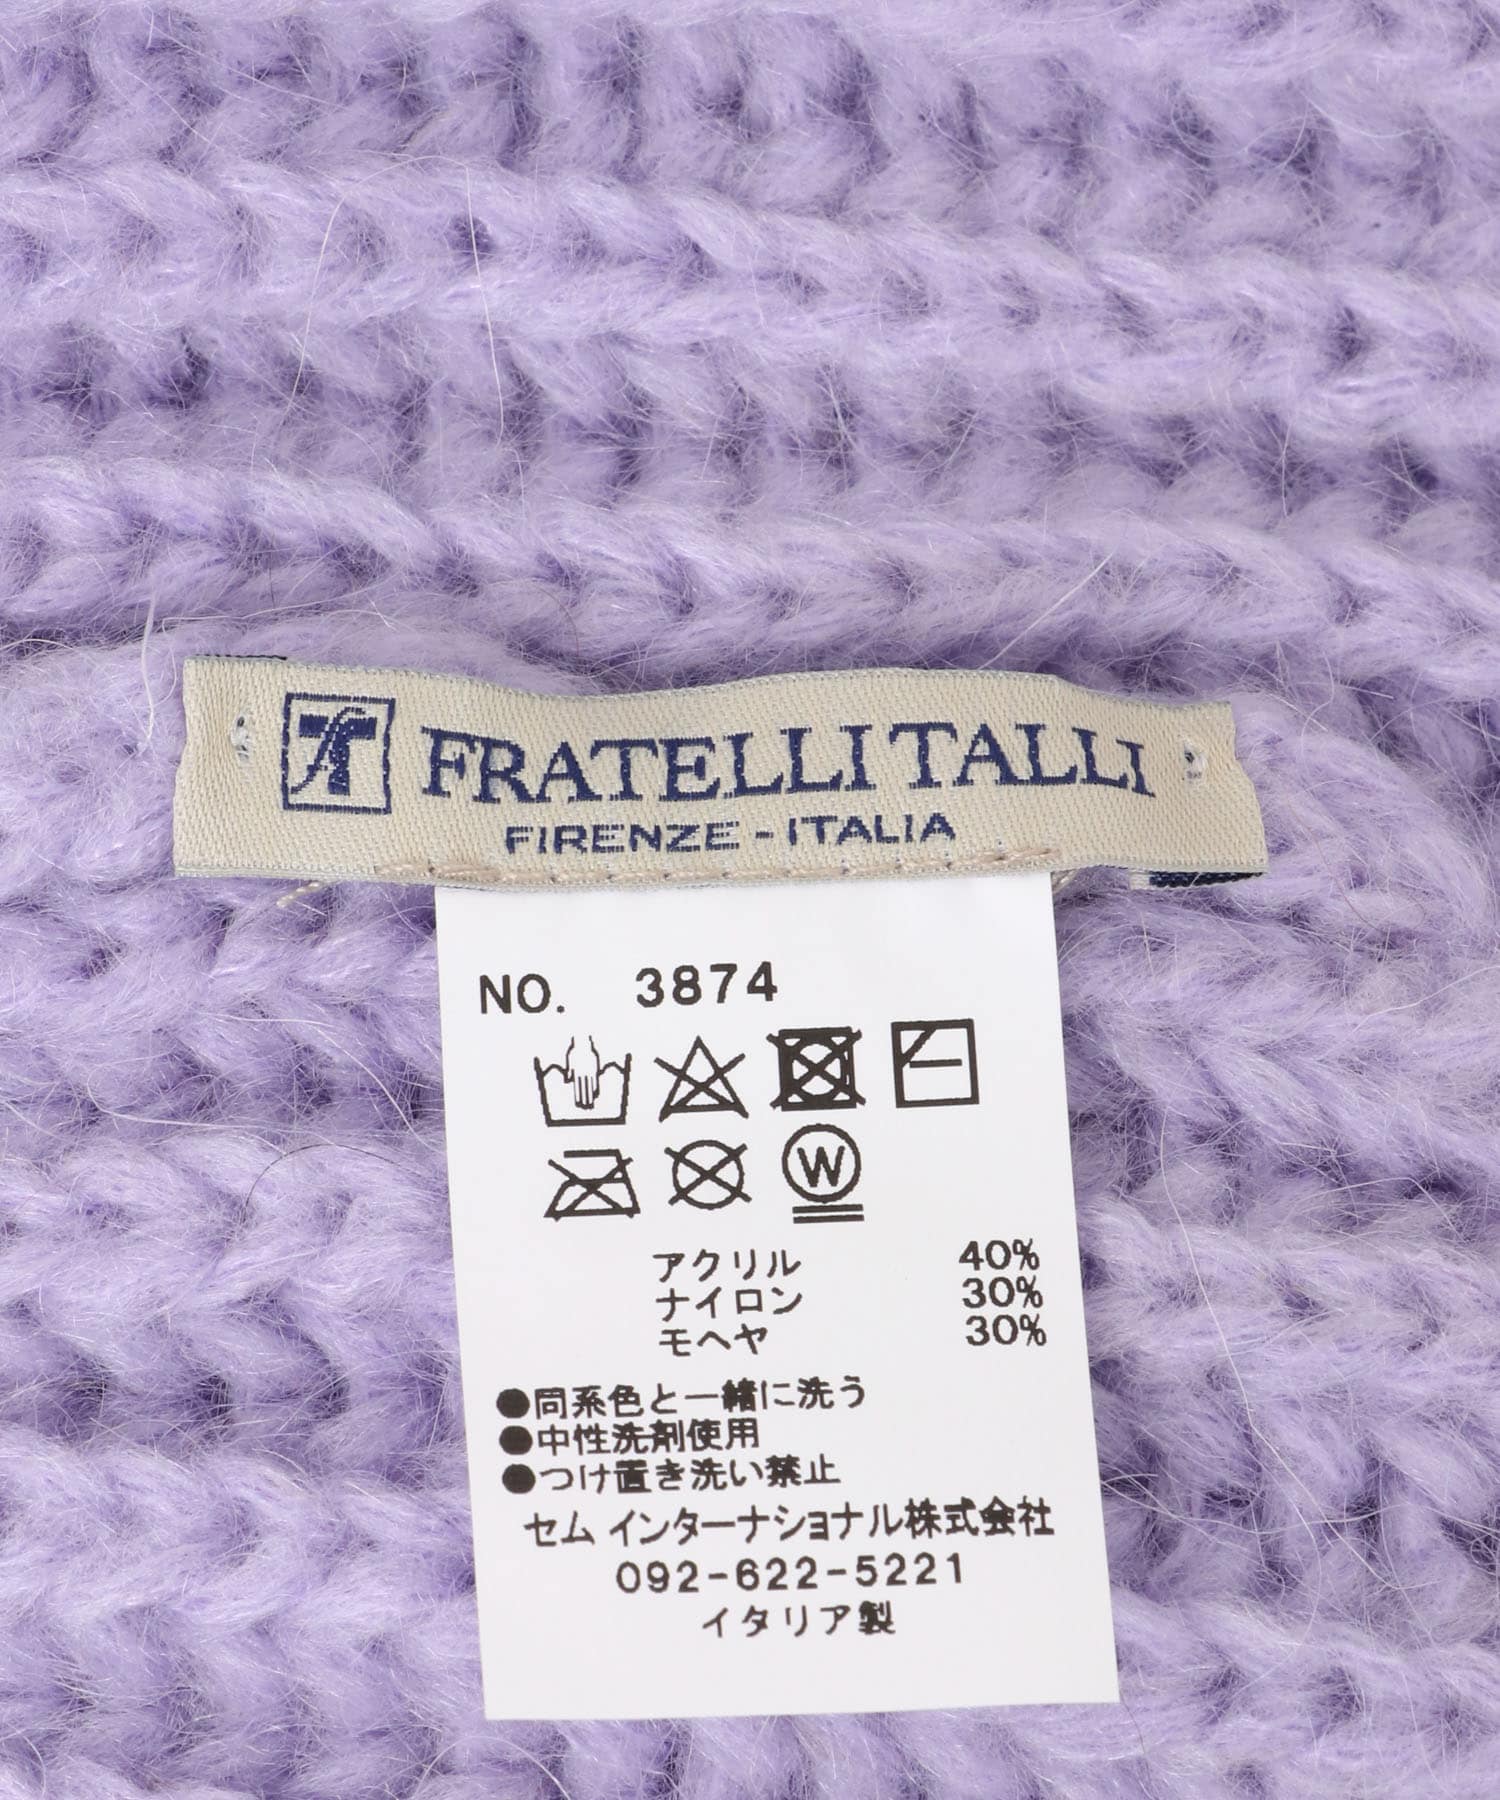 FRATELLI TALLI
FIRENZE - ITALIA
NO. 3874
W
アクリル 40%
ナイロン 30%
モヘヤ 30%
●同系色と一緒に洗う
●中性洗剤使用
●つけ置き洗い禁止
セム インターナショナル株式会社
092-622-5221
イタリア製